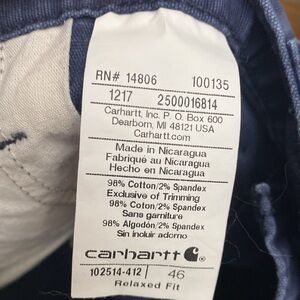 RN# 14806 100135
1217 2500016814
Carhartt, Inc. P. O. Box 600
Dearborn, MI 48121 USA
Carhartt.com
Made in Nicaragua
Fabriqué au Nicaragua
Hecho en Nicaragua
98% Cotton/2% Spandex
Exclusive of Trimming
98% Coton/2% Spandex
Sans garniture
98% Algodón/2% Spandex
Sin incluir adorno
carhartt
102514-412 46
Relaxed Fit